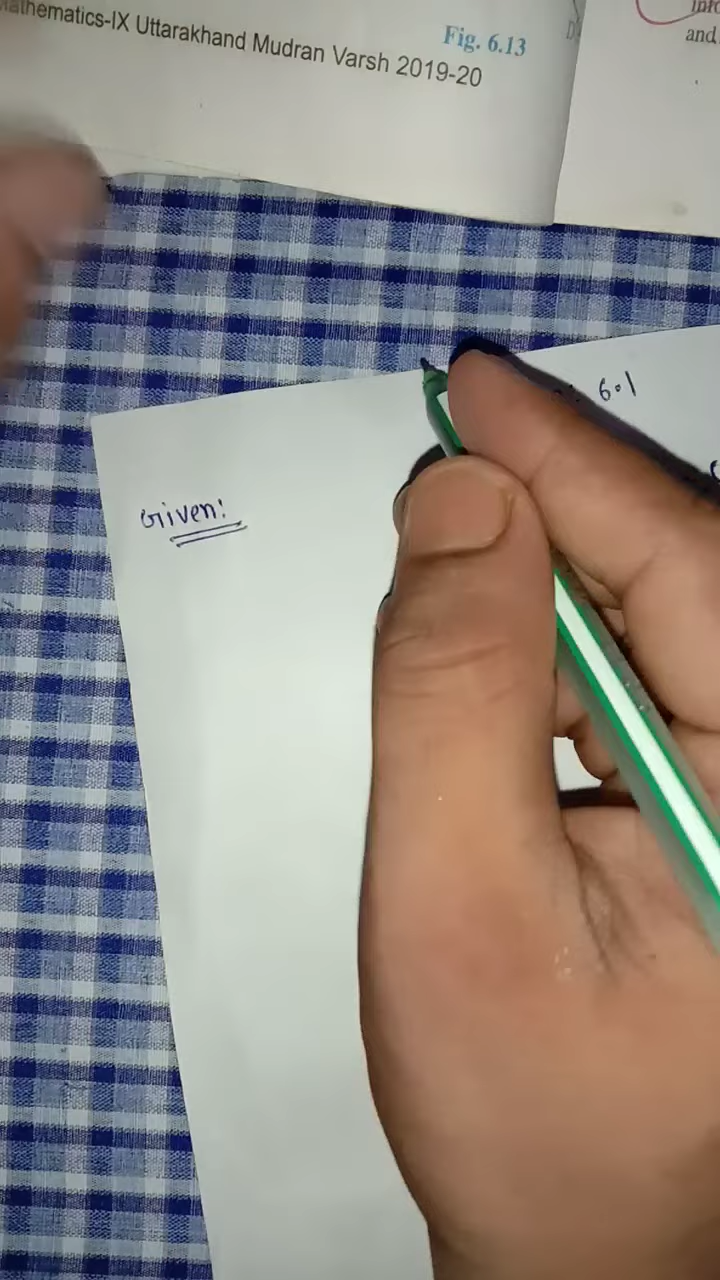 Mathematics-IX Uttarakhand Mudran Varsh 2019-20
Fig. 6.13
and
6.1
Given: